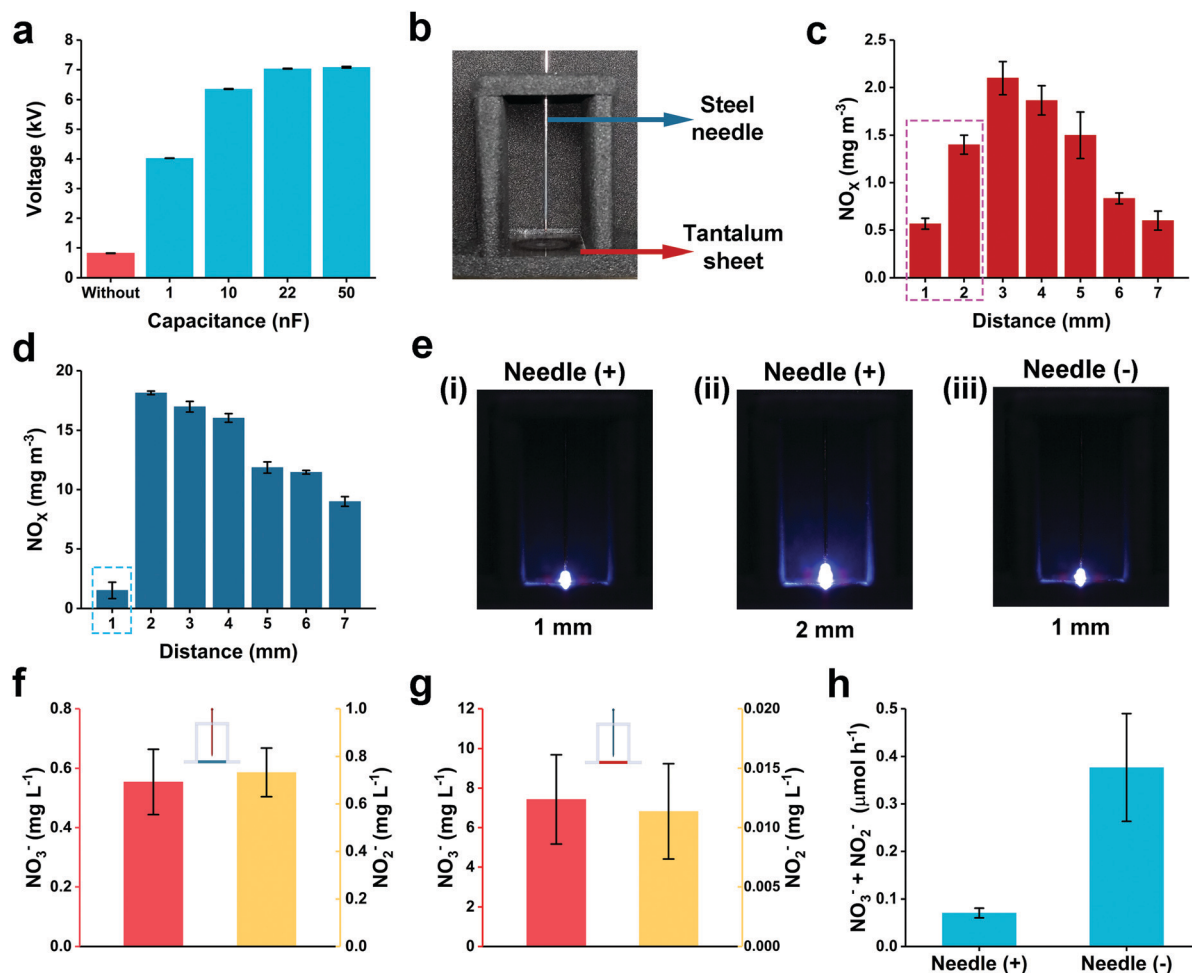 a
Voltage (kV)
8
7
6
5
4
3
2
1
0
Without 1 10 22 50
Capacitance (nF)
b
Steel
needle
Tantalum
sheet
c
NOX (mg m-3)
2.5
2.0
1.5
1.0
0.5
0.0
1 2 3 4 5 6 7
Distance (mm)
d
NOX (mg m-3)
20
15
10
5
0
1 2 3 4 5 6 7
Distance (mm)
e
Needle (+) Needle (+) Needle (-)
(i) (ii) (iii)
1 mm 2 mm 1 mm
f
NO3- (mg L-1)
0.8
0.6
0.4
0.2
0.0
1.0
0.8
0.6
0.4
0.2
0.0
NO2- (mg L-1)
g
NO3- (mg L-1)
12
10
8
6
4
2
0
0.020
0.015
0.010
0.005
0.000
NO2- (mg L-1)
h
NO3- + NO2- (μmol h-1)
0.5
0.4
0.3
0.2
0.1
0.0
Needle (+) Needle (-)